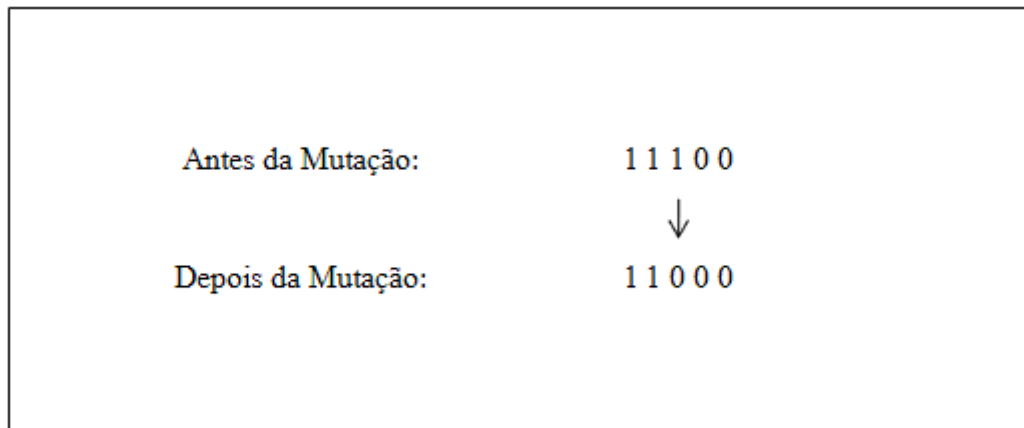 Antes da Mutação: 1 1 1 0 0
↓
Depois da Mutação: 1 1 0 0 0